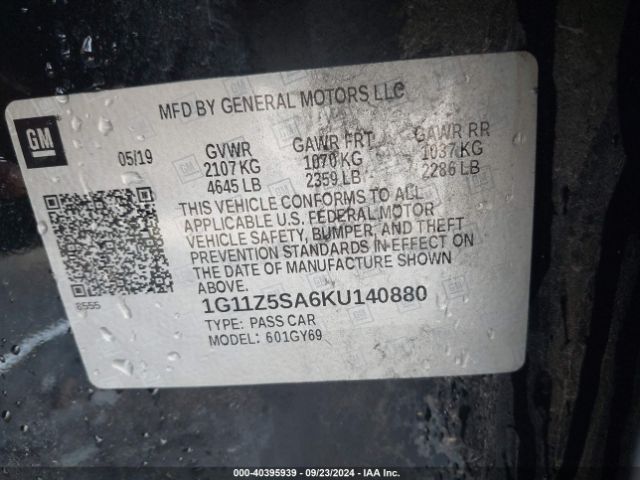 MFD BY GENERAL MOTORS LLC
GM
05/19 GVWR GAWR FRT GAWR RR
2107 KG 1070 KG 1037 KG
4645 LB 2359 LB 2286 LB
THIS VEHICLE CONFORMS TO ALL
APPLICABLE U.S. FEDERAL MOTOR
VEHICLE SAFETY, BUMPER, AND THEFT
PREVENTION STANDARDS IN EFFECT ON
THE DATE OF MANUFACTURE SHOWN
ABOVE.
8555
1G11Z5SA6KU140880
TYPE: PASS CAR
MODEL: 601GY69
000-40395939 - 09/23/2024 - IAA Inc.